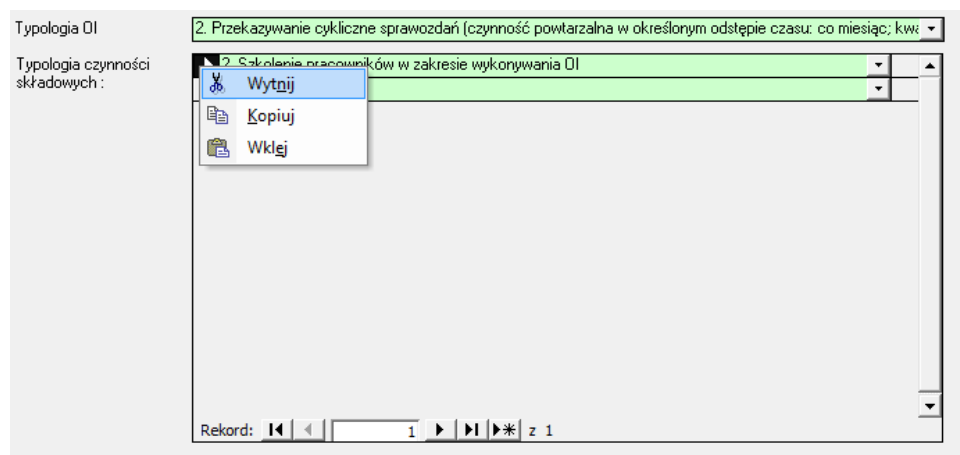 Typologia OI
2. Przekazywanie cykliczne sprawozdań (czynność powtarzalna w określonym odstępie czasu: co miesiąc; kwa
Typologia czynności
składowych :
2. Szkolenie pracowników w zakresie wykonywania OI
Wytnij
Kopiuj
Wklej
Rekord: 1 z 1